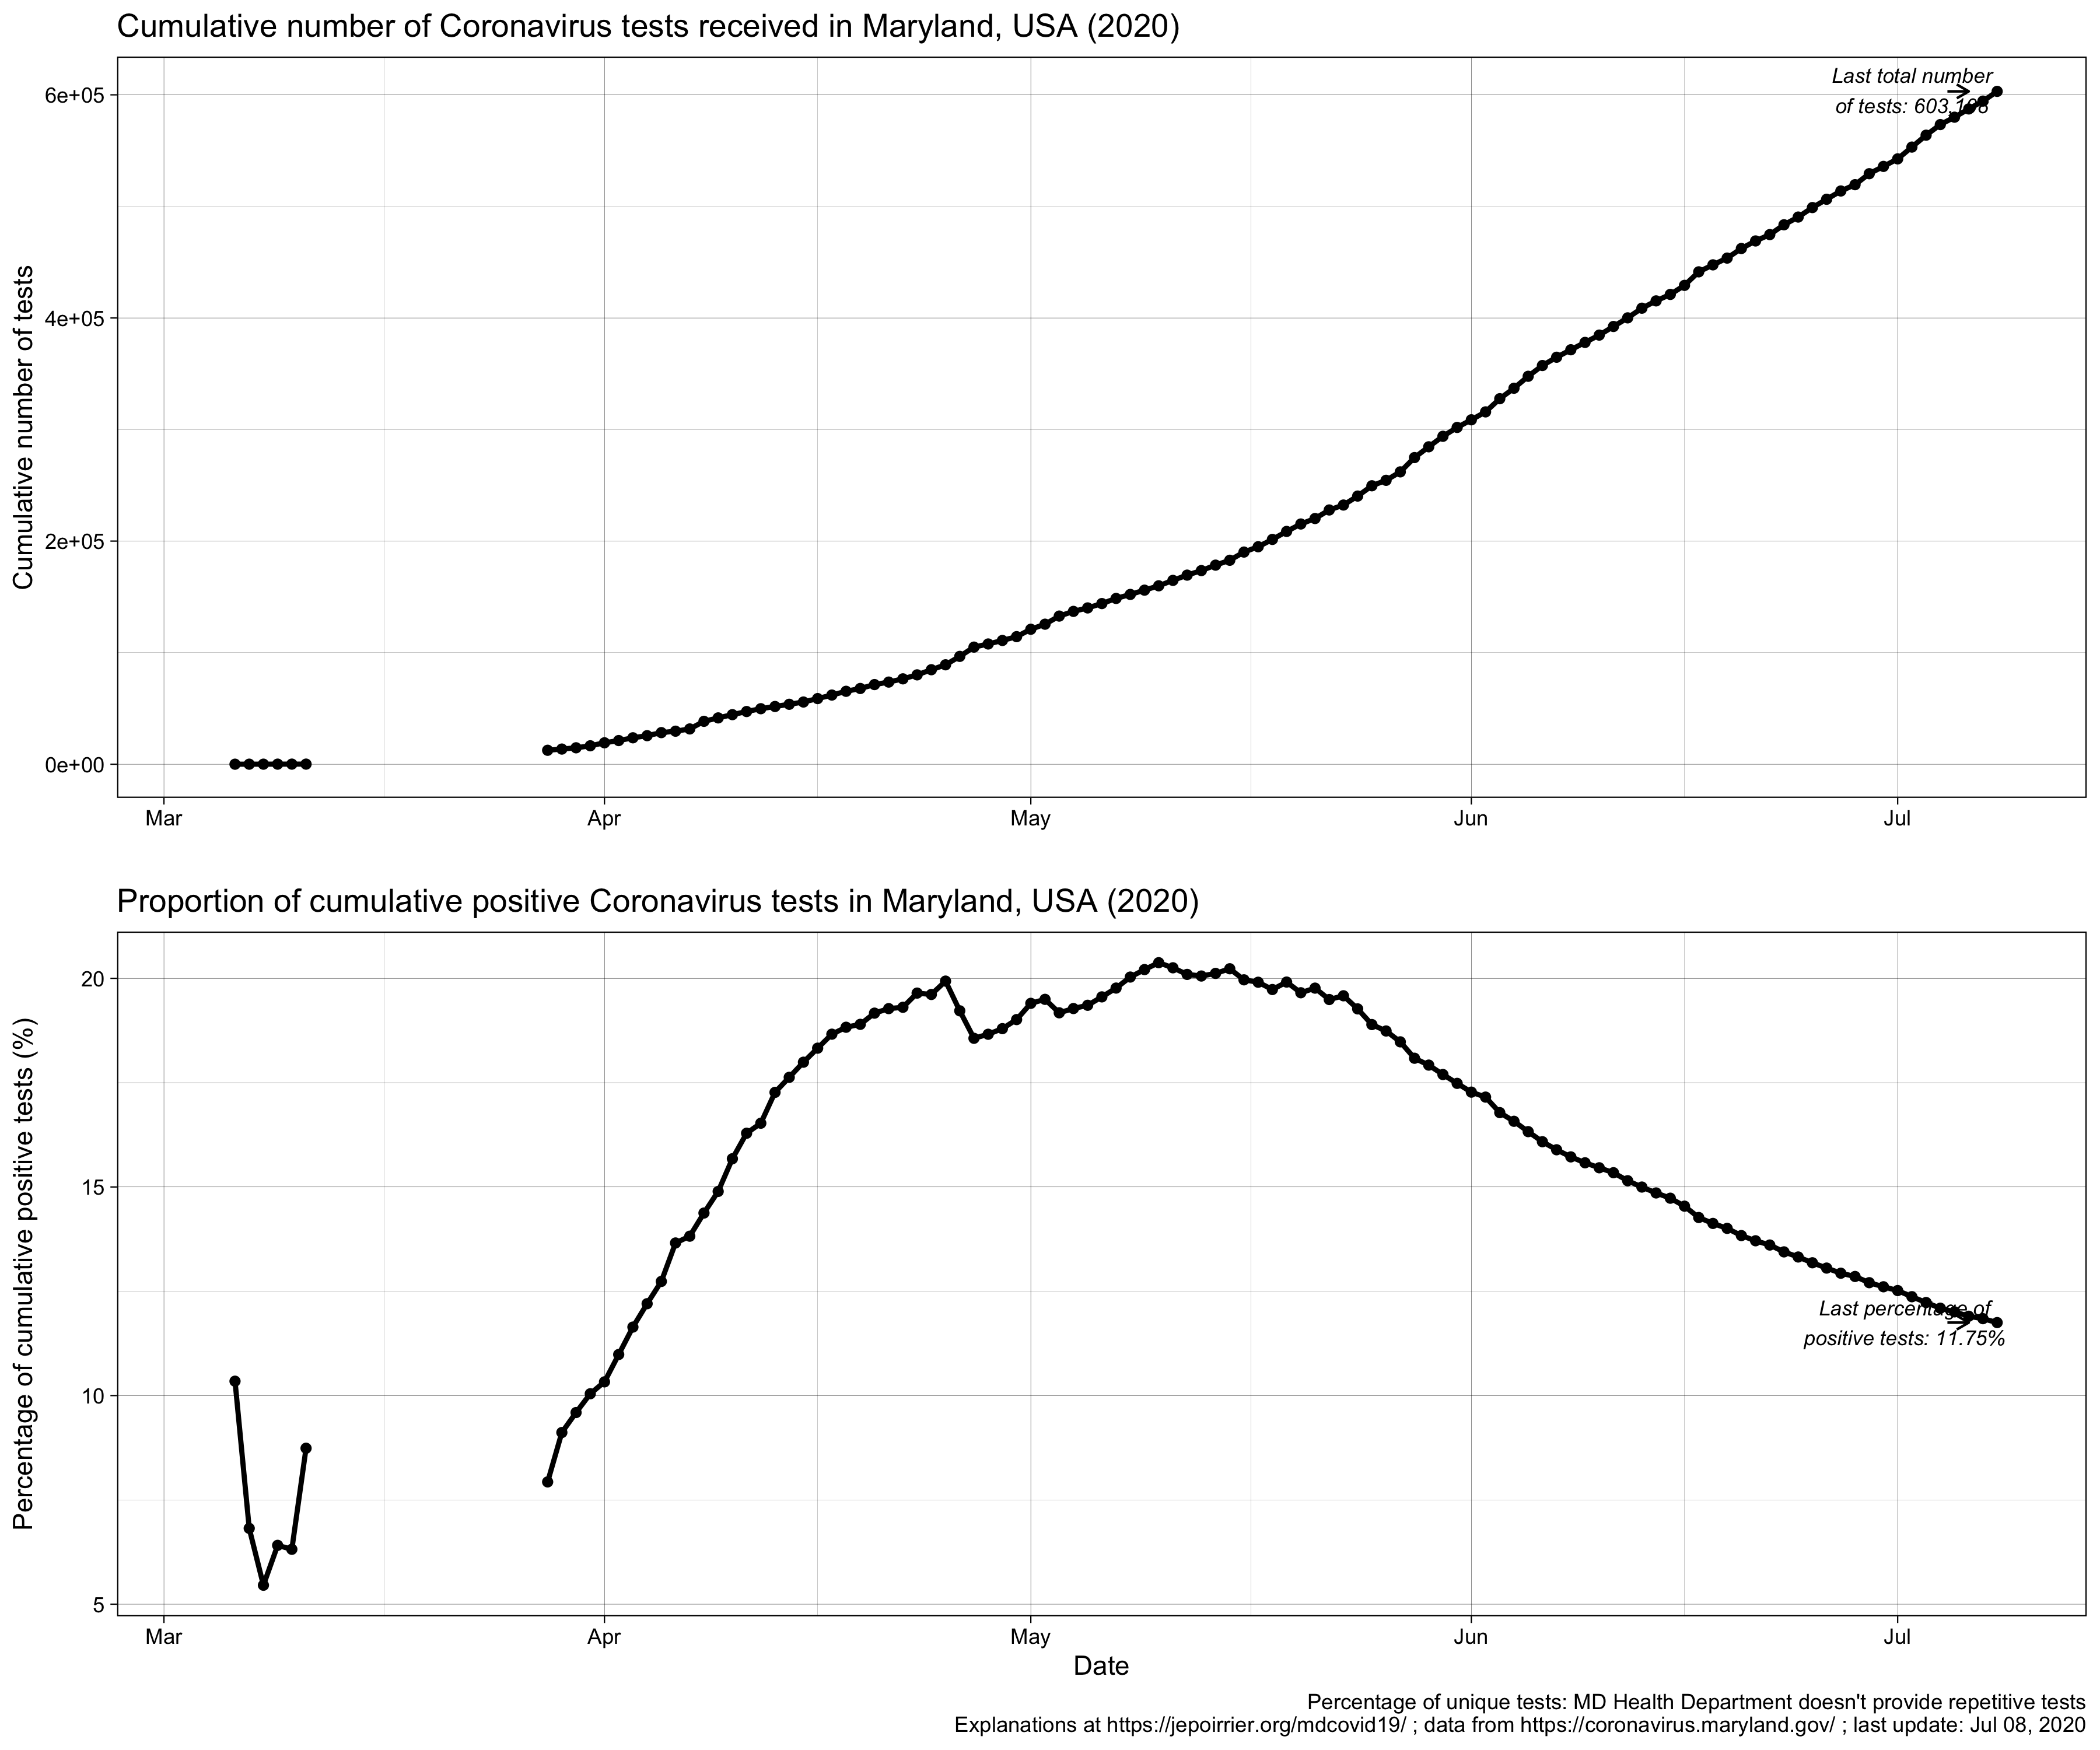 Cumulative number of Coronavirus tests received in Maryland, USA (2020)
Cumulative number of tests
6e+05
4e+05
2e+05
0e+00
Last total number
of tests:
Mar Apr May Jun Jul
Proportion of cumulative positive Coronavirus tests in Maryland, USA (2020)
Percentage of cumulative positive tests (%)
20
15
10
5
Last percentage of
positive tests: 11.75%
Mar Apr May Jun Jul
Date
Percentage of unique tests: MD Health Department doesn't provide repetitive tests
Explanations at https://jepoirrier.org/mdcovid19/ ; data from https://coronavirus.maryland.gov/ ; last update: Jul 08, 2020